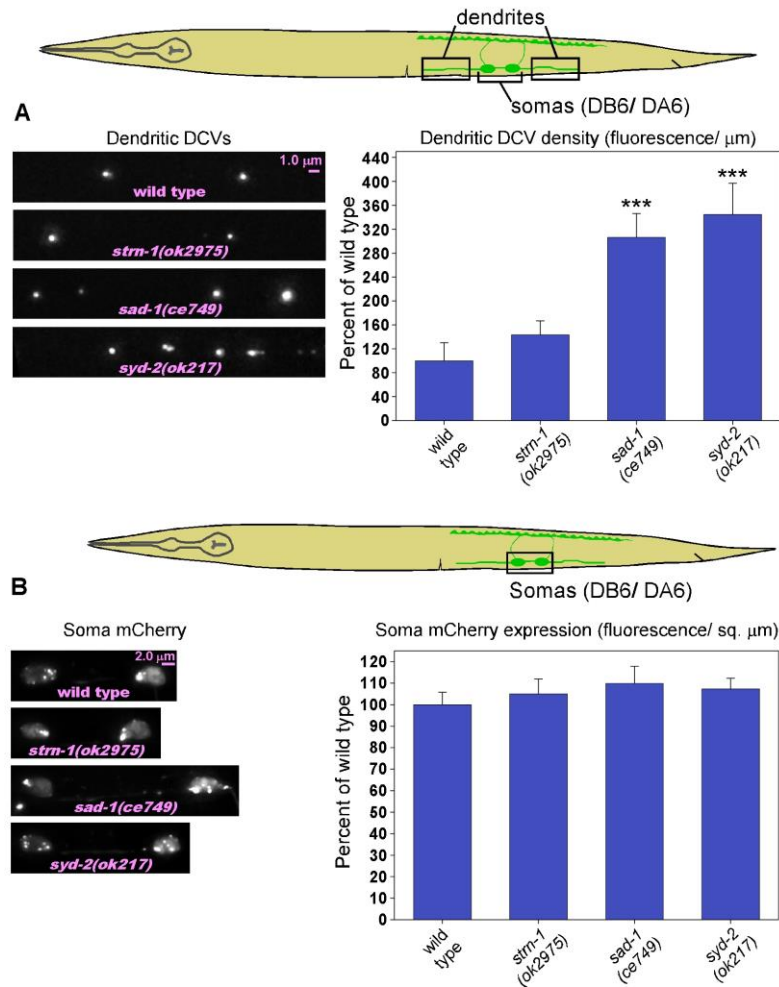 dendrites
somas (DB6/ DA6)
A
Dendritic DCVs
1.0 μm
wild type
strn-1(ok2975)
sad-1(ce749)
syd-2(ok217)
Dendritic DCV density (fluorescence/ μm)
Percent of wild type
440
400
360
320
280
240
200
160
120
80
40
0
***
***
wild type
strn-1 (ok2975)
sad-1 (ce749)
syd-2 (ok217)
Somas (DB6/ DA6)
B
Soma mCherry
2.0 μm
wild type
strn-1(ok2975)
sad-1(ce749)
syd-2(ok217)
Soma mCherry expression (fluorescence/ sq. μm)
Percent of wild type
120
110
100
90
80
70
60
50
40
30
20
10
0
wild type
strn-1 (ok2975)
sad-1 (ce749)
syd-2 (ok217)